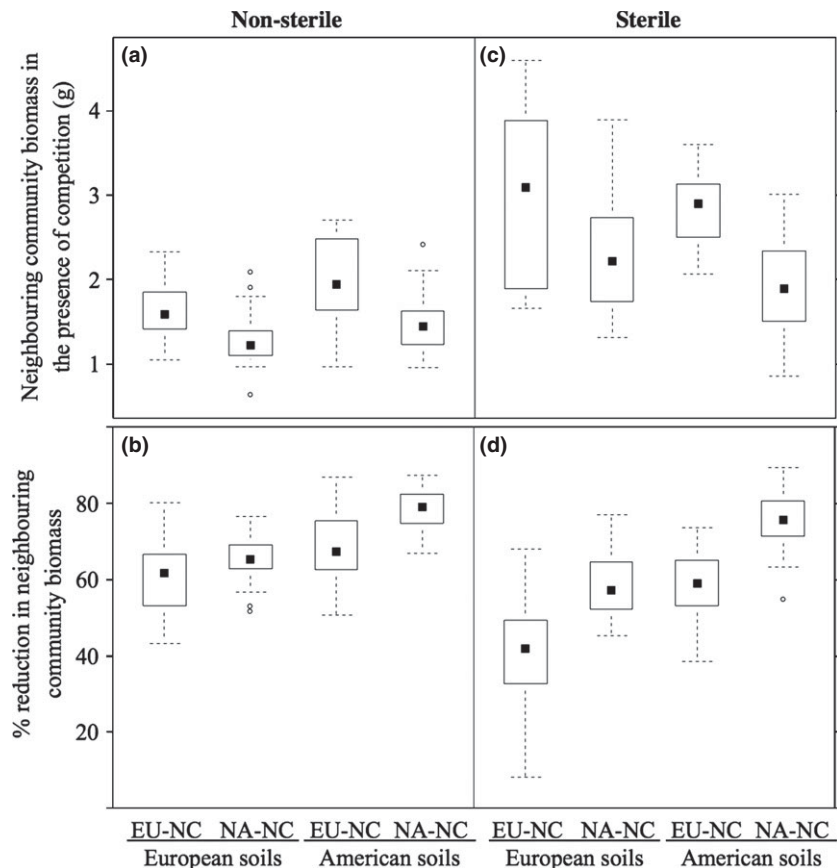 Non-sterile
Sterile
(a)
(c)
Neighbouring community biomass in
the presence of competition (g)
4
3
2
1
(b)
(d)
% reduction in neighbouring
community biomass
80
60
40
20
EU-NC NA-NC EU-NC NA-NC EU-NC NA-NC EU-NC NA-NC
European soils American soils European soils American soils